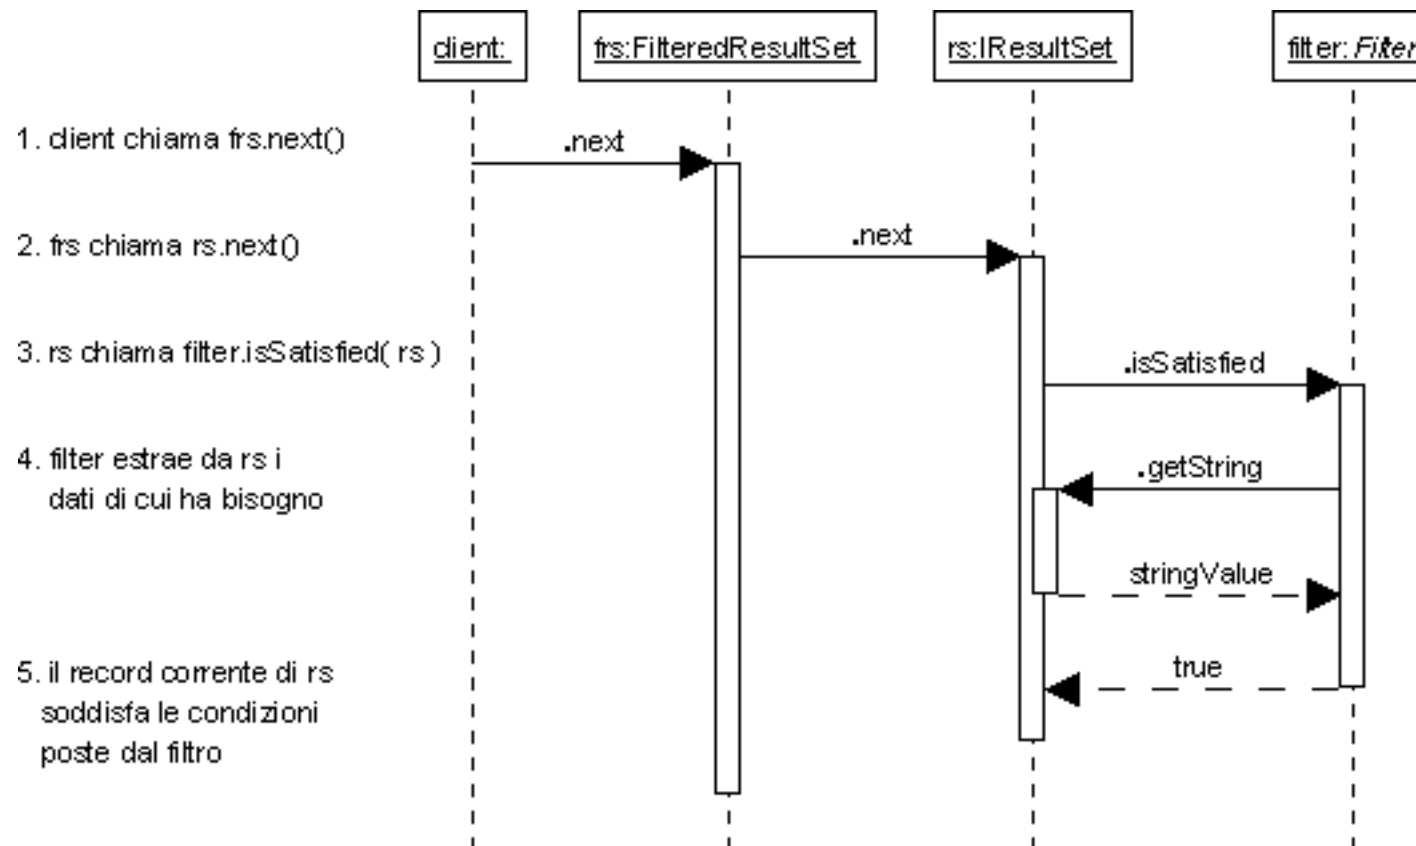 client:
frs:FilteredResultSet
rs:IResultSet
filter: Filter
1. client chiama frs.next()
.next
2. frs chiama rs.next()
.next
3. rs chiama filter.isSatisfied( rs )
.isSatisfied
4. filter estrae da rs i
dati di cui ha bisogno
.getString
stringValue
5. il record corrente di rs
soddisfa le condizioni
poste dal filtro
true